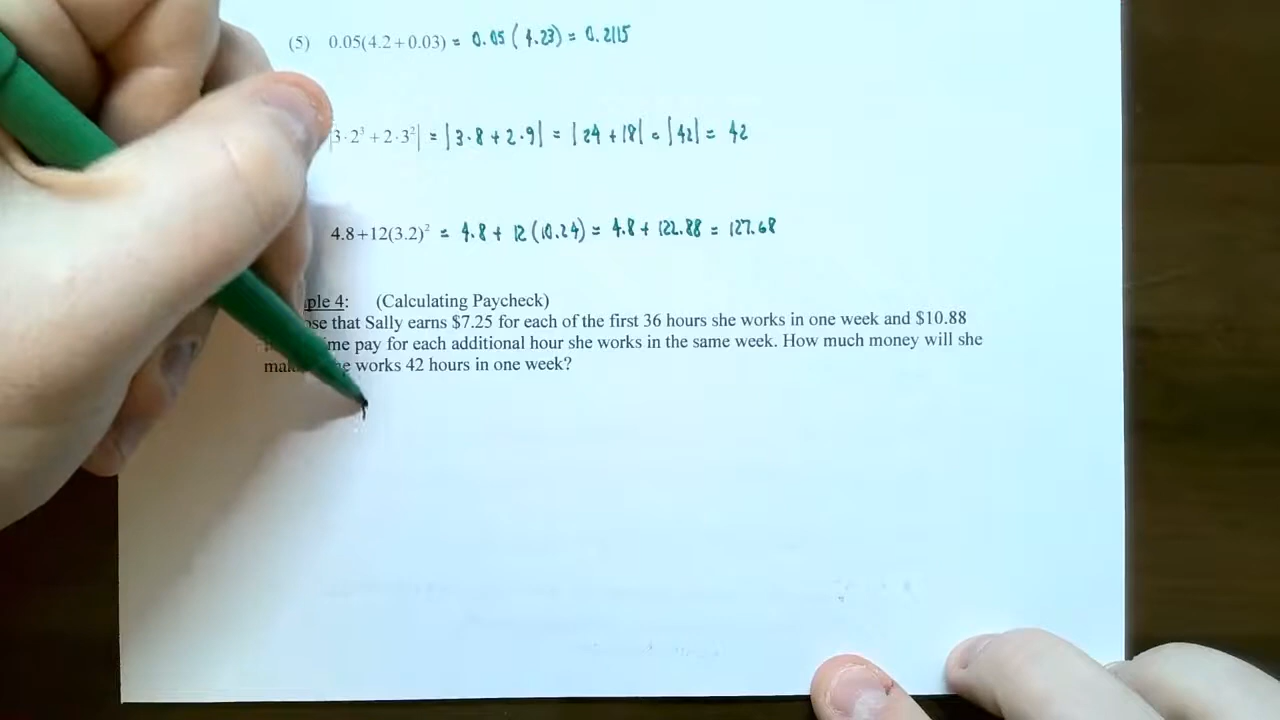 (5) 0.05(4.2+0.03) = 0.05 (4.23) = 0.2115
|3·2³+2·3²| = |3·8+2·9| = |24+18| = |42| = 42
4.8+12(3.2)² = 4.8+ 12(10.24) = 4.8+ 122.88 = 127.68
4: (Calculating Paycheck)
that Sally earns $7.25 for each of the first 36 hours she works in one week and $10.88
pay for each additional hour she works in the same week. How much money will she
works 42 hours in one week?